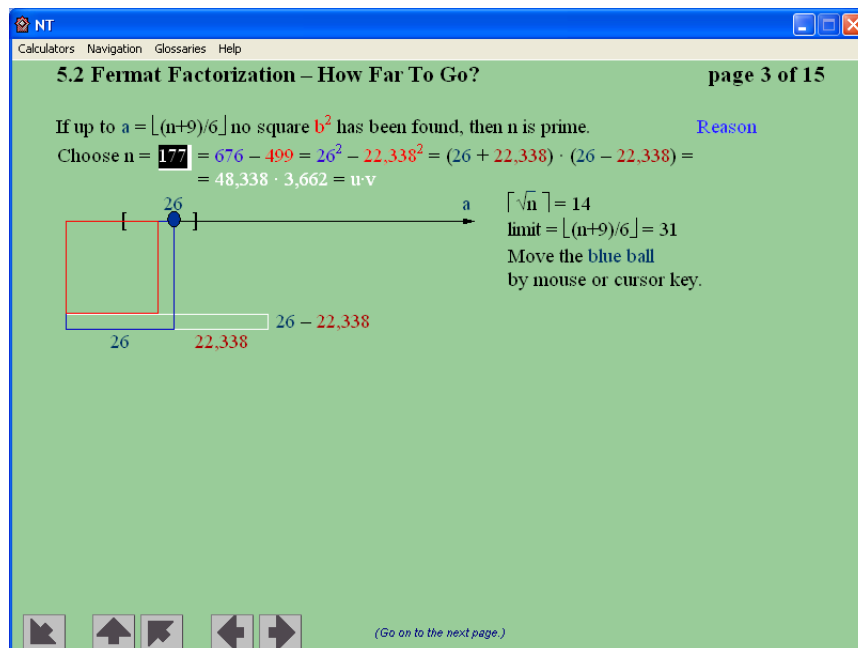 NT
Calculators Navigation Glossaries Help
5.2 Fermat Factorization – How Far To Go? page 3 of 15
If up to a = ⌊(n+9)/6⌋ no square b² has been found, then n is prime. Reason
Choose n = 177 = 676 – 499 = 26² – 22,338² = (26 + 22,338) · (26 – 22,338) =
= 48,338 · 3,662 = u·v
26 a ⌈√n⌉ = 14
[ ] limit = ⌊(n+9)/6⌋ = 31
Move the blue ball
by mouse or cursor key.
26 – 22,338
26 22,338
(Go on to the next page.)